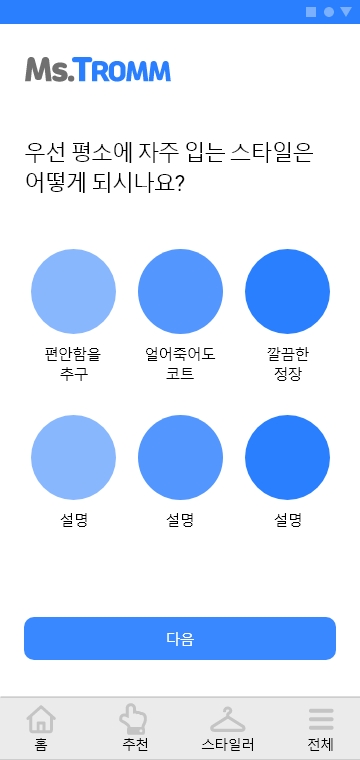 Ms.TROMM
우선 평소에 자주 입는 스타일은
어떻게 되시나요?
편안함을
추구
얼어죽어도
코트
깔끔한
정장
설명
설명
설명
다음
홈
추천
스타일러
전체